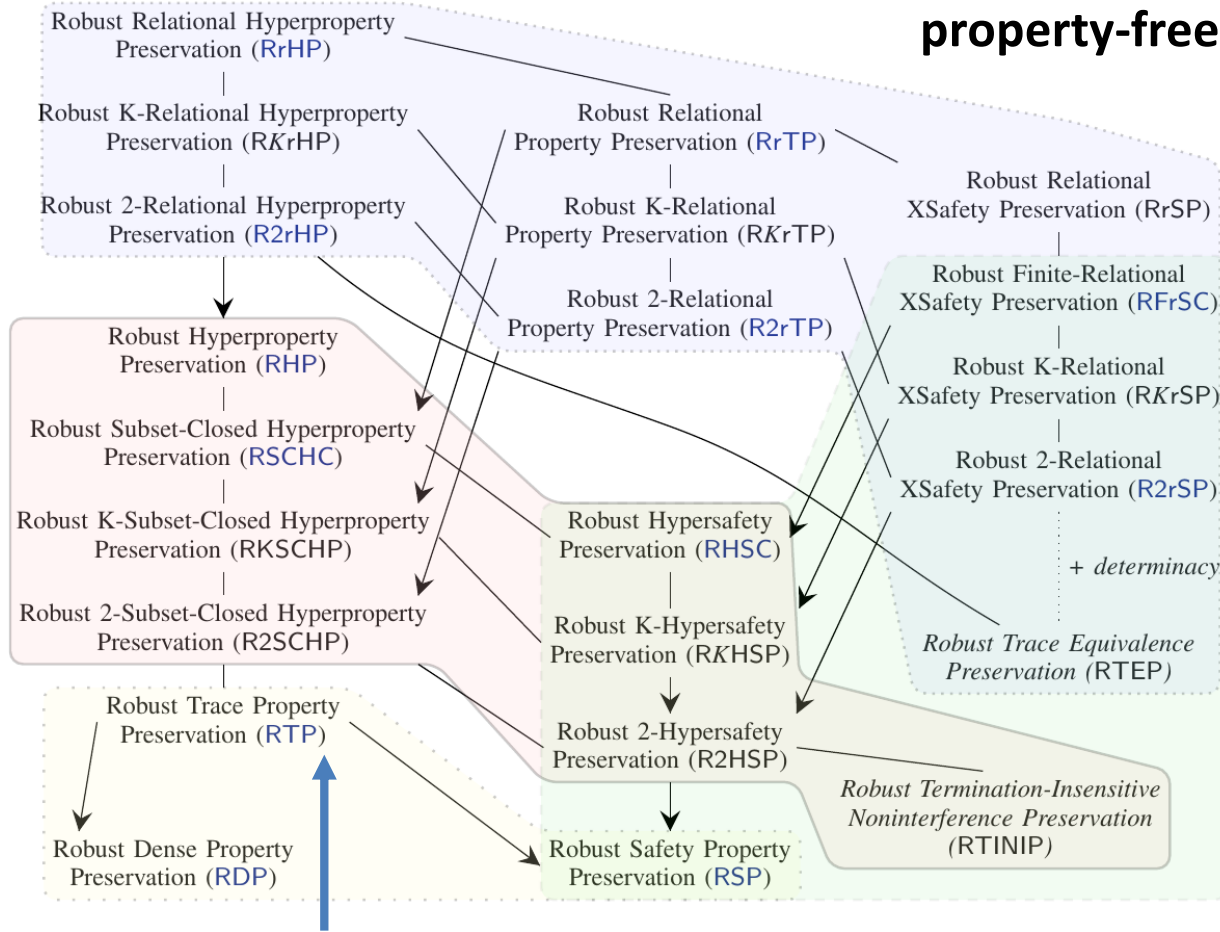 property-free
Robust Relational Hyperproperty
Preservation (RrHP)
Robust K-Relational Hyperproperty
Preservation (RKrHP)
Robust 2-Relational Hyperproperty
Preservation (R2rHP)
Robust Relational
Property Preservation (RrTP)
Robust K-Relational
Property Preservation (RKrTP)
Robust 2-Relational
Property Preservation (R2rTP)
Robust Relational
XSafety Preservation (RrSP)
Robust Finite-Relational
XSafety Preservation (RFrSC)
Robust K-Relational
XSafety Preservation (RKrSP)
Robust 2-Relational
XSafety Preservation (R2rSP)
+ determinacy
Robust Trace Equivalence
Preservation (RTEP)
Robust Hyperproperty
Preservation (RHP)
Robust Subset-Closed Hyperproperty
Preservation (RSCHC)
Robust K-Subset-Closed Hyperproperty
Preservation (RKSCHP)
Robust 2-Subset-Closed Hyperproperty
Preservation (R2SCHP)
Robust Hypersafety
Preservation (RHSC)
Robust K-Hypersafety
Preservation (RKHSP)
Robust 2-Hypersafety
Preservation (R2HSP)
Robust Termination-Insensitive
Noninterference Preservation
(RTINIP)
Robust Trace Property
Preservation (RTP)
Robust Dense Property
Preservation (RDP)
Robust Safety Property
Preservation (RSP)